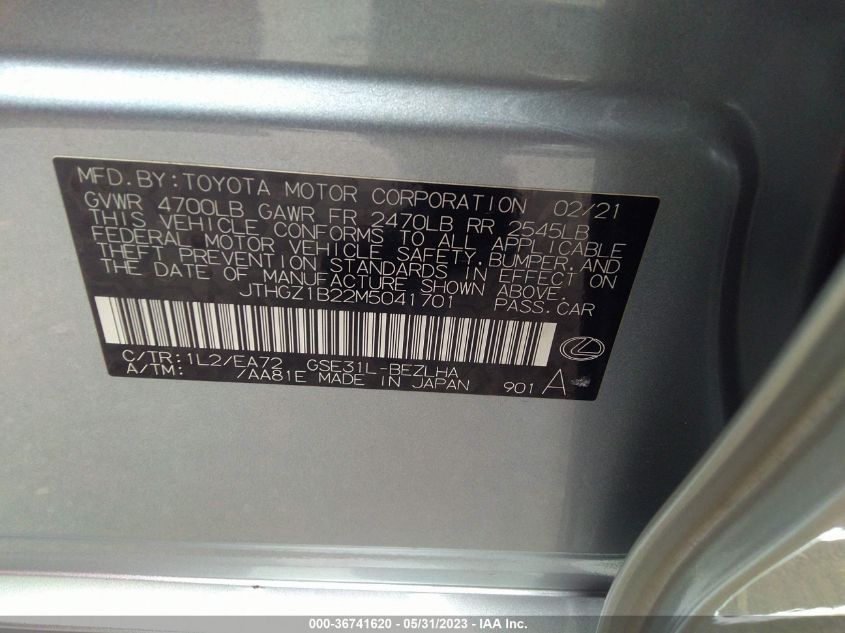 MFD.BY:TOYOTA MOTOR CORPORATION 02/21
GVWR 4700LB GAWR FR 2470LB RR 2545LB
THIS VEHICLE CONFORMS TO ALL APPLICABLE
FEDERAL MOTOR VEHICLE SAFETY,BUMPER,AND
THEFT PREVENTION STANDARDS IN EFFECT ON
THE DATE OF MANUFACTURE SHOWN ABOVE.
JTHGZ1B22M5041701 PASS.CAR
C/TR:1L2/EA72 GSE31L-BEZLHA
A/TM: /AA81E MADE IN JAPAN 901 A
000-36741620 - 05/31/2023 - © IAA, Inc.